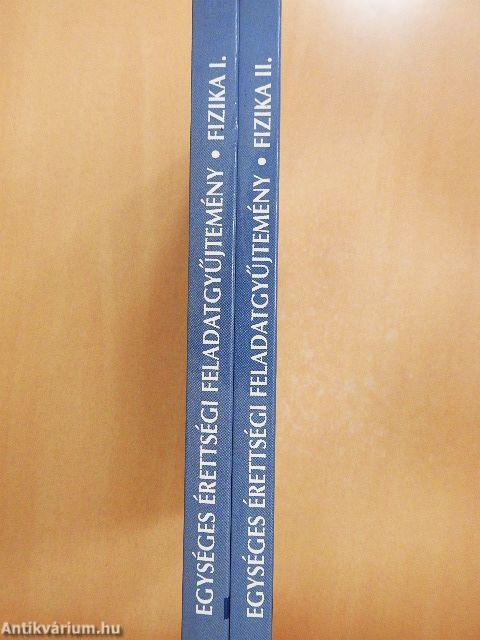 EGYSÉGES ÉRETTSÉGI FELADATGYŰJTEMÉNY • FIZIKA I.
EGYSÉGES ÉRETTSÉGI FELADATGYŰJTEMÉNY • FIZIKA II.
Antikvárium.hu